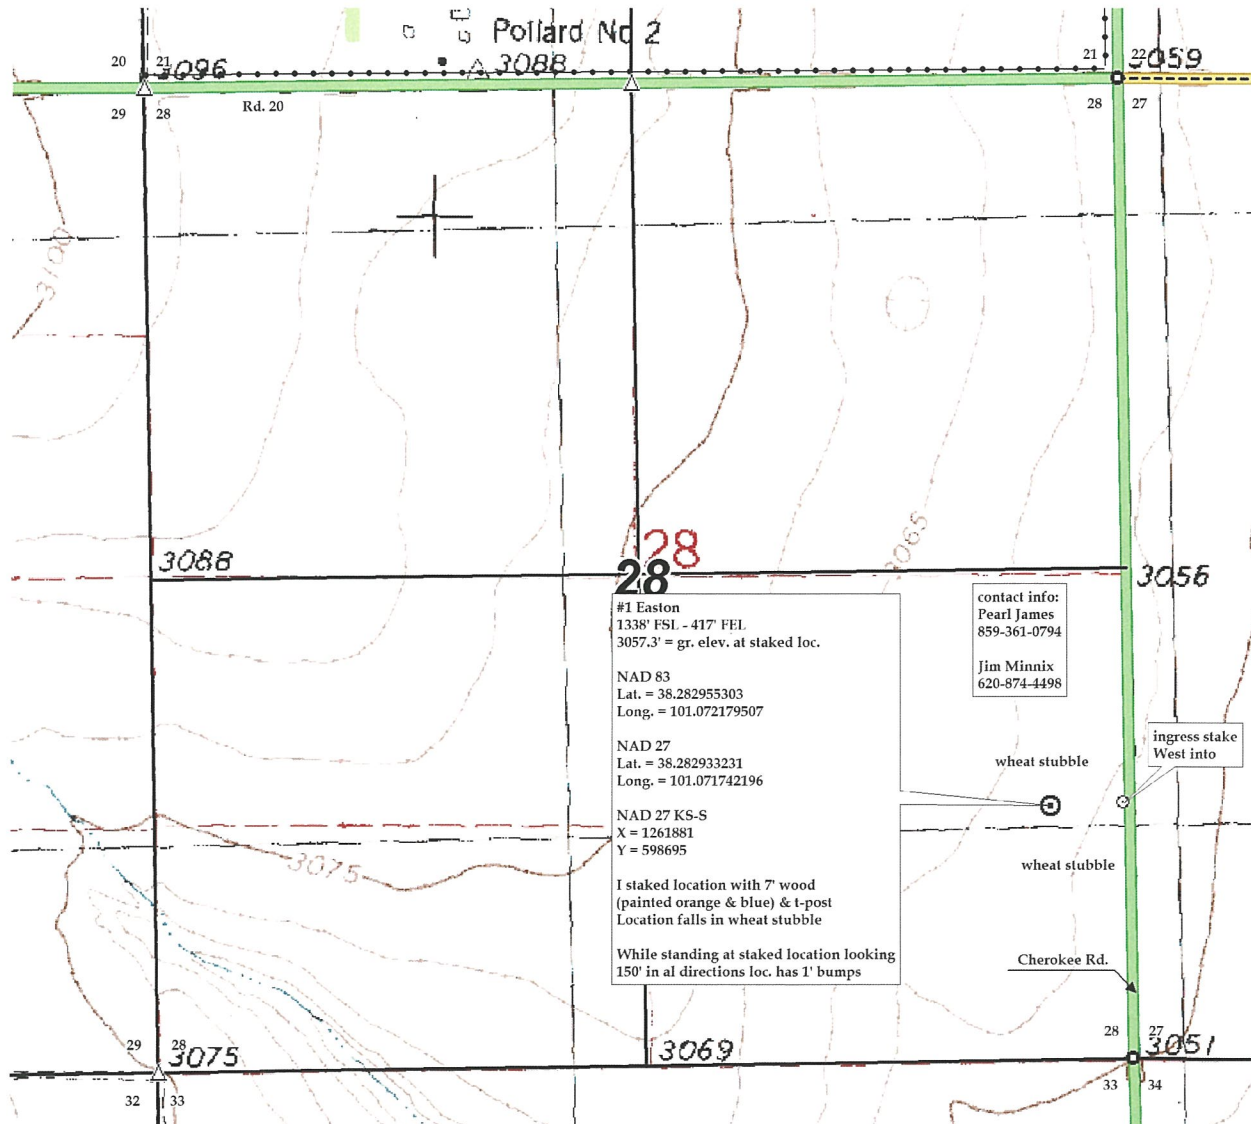 Pollard No 2
20 21
3096
3088
21 22
3059
29 28
Rd. 20
28 27
3100
28
3088
28
3065
3056
#1 Easton
1338' FSL - 417' FEL
3057.3' = gr. elev. at staked loc.
NAD 83
Lat. = 38.282955303
Long. = 101.072179507
NAD 27
Lat. = 38.282933231
Long. = 101.071742196
NAD 27 KS-S
X = 1261881
Y = 598695
I staked location with 7' wood
(painted orange & blue) & t-post
Location falls in wheat stubble
While standing at staked location looking
150' in al directions loc. has 1' bumps
contact info:
Pearl James
859-361-0794
Jim Minnix
620-874-4498
ingress stake
West into
wheat stubble
wheat stubble
3075
Cherokee Rd.
29 28
3075
3069
28 27
3051
32 33
33 34